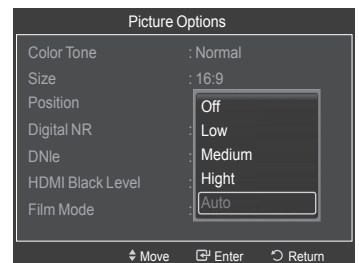 Picture Options
Color Tone : Normal
Size : 16:9
Position
Digital NR :
DNIe :
HDMI Black Level :
Film Mode :
Off
Low
Medium
Hight
Auto
Move Enter Return